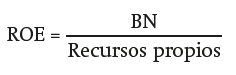 ROE = BN
Recursos propios